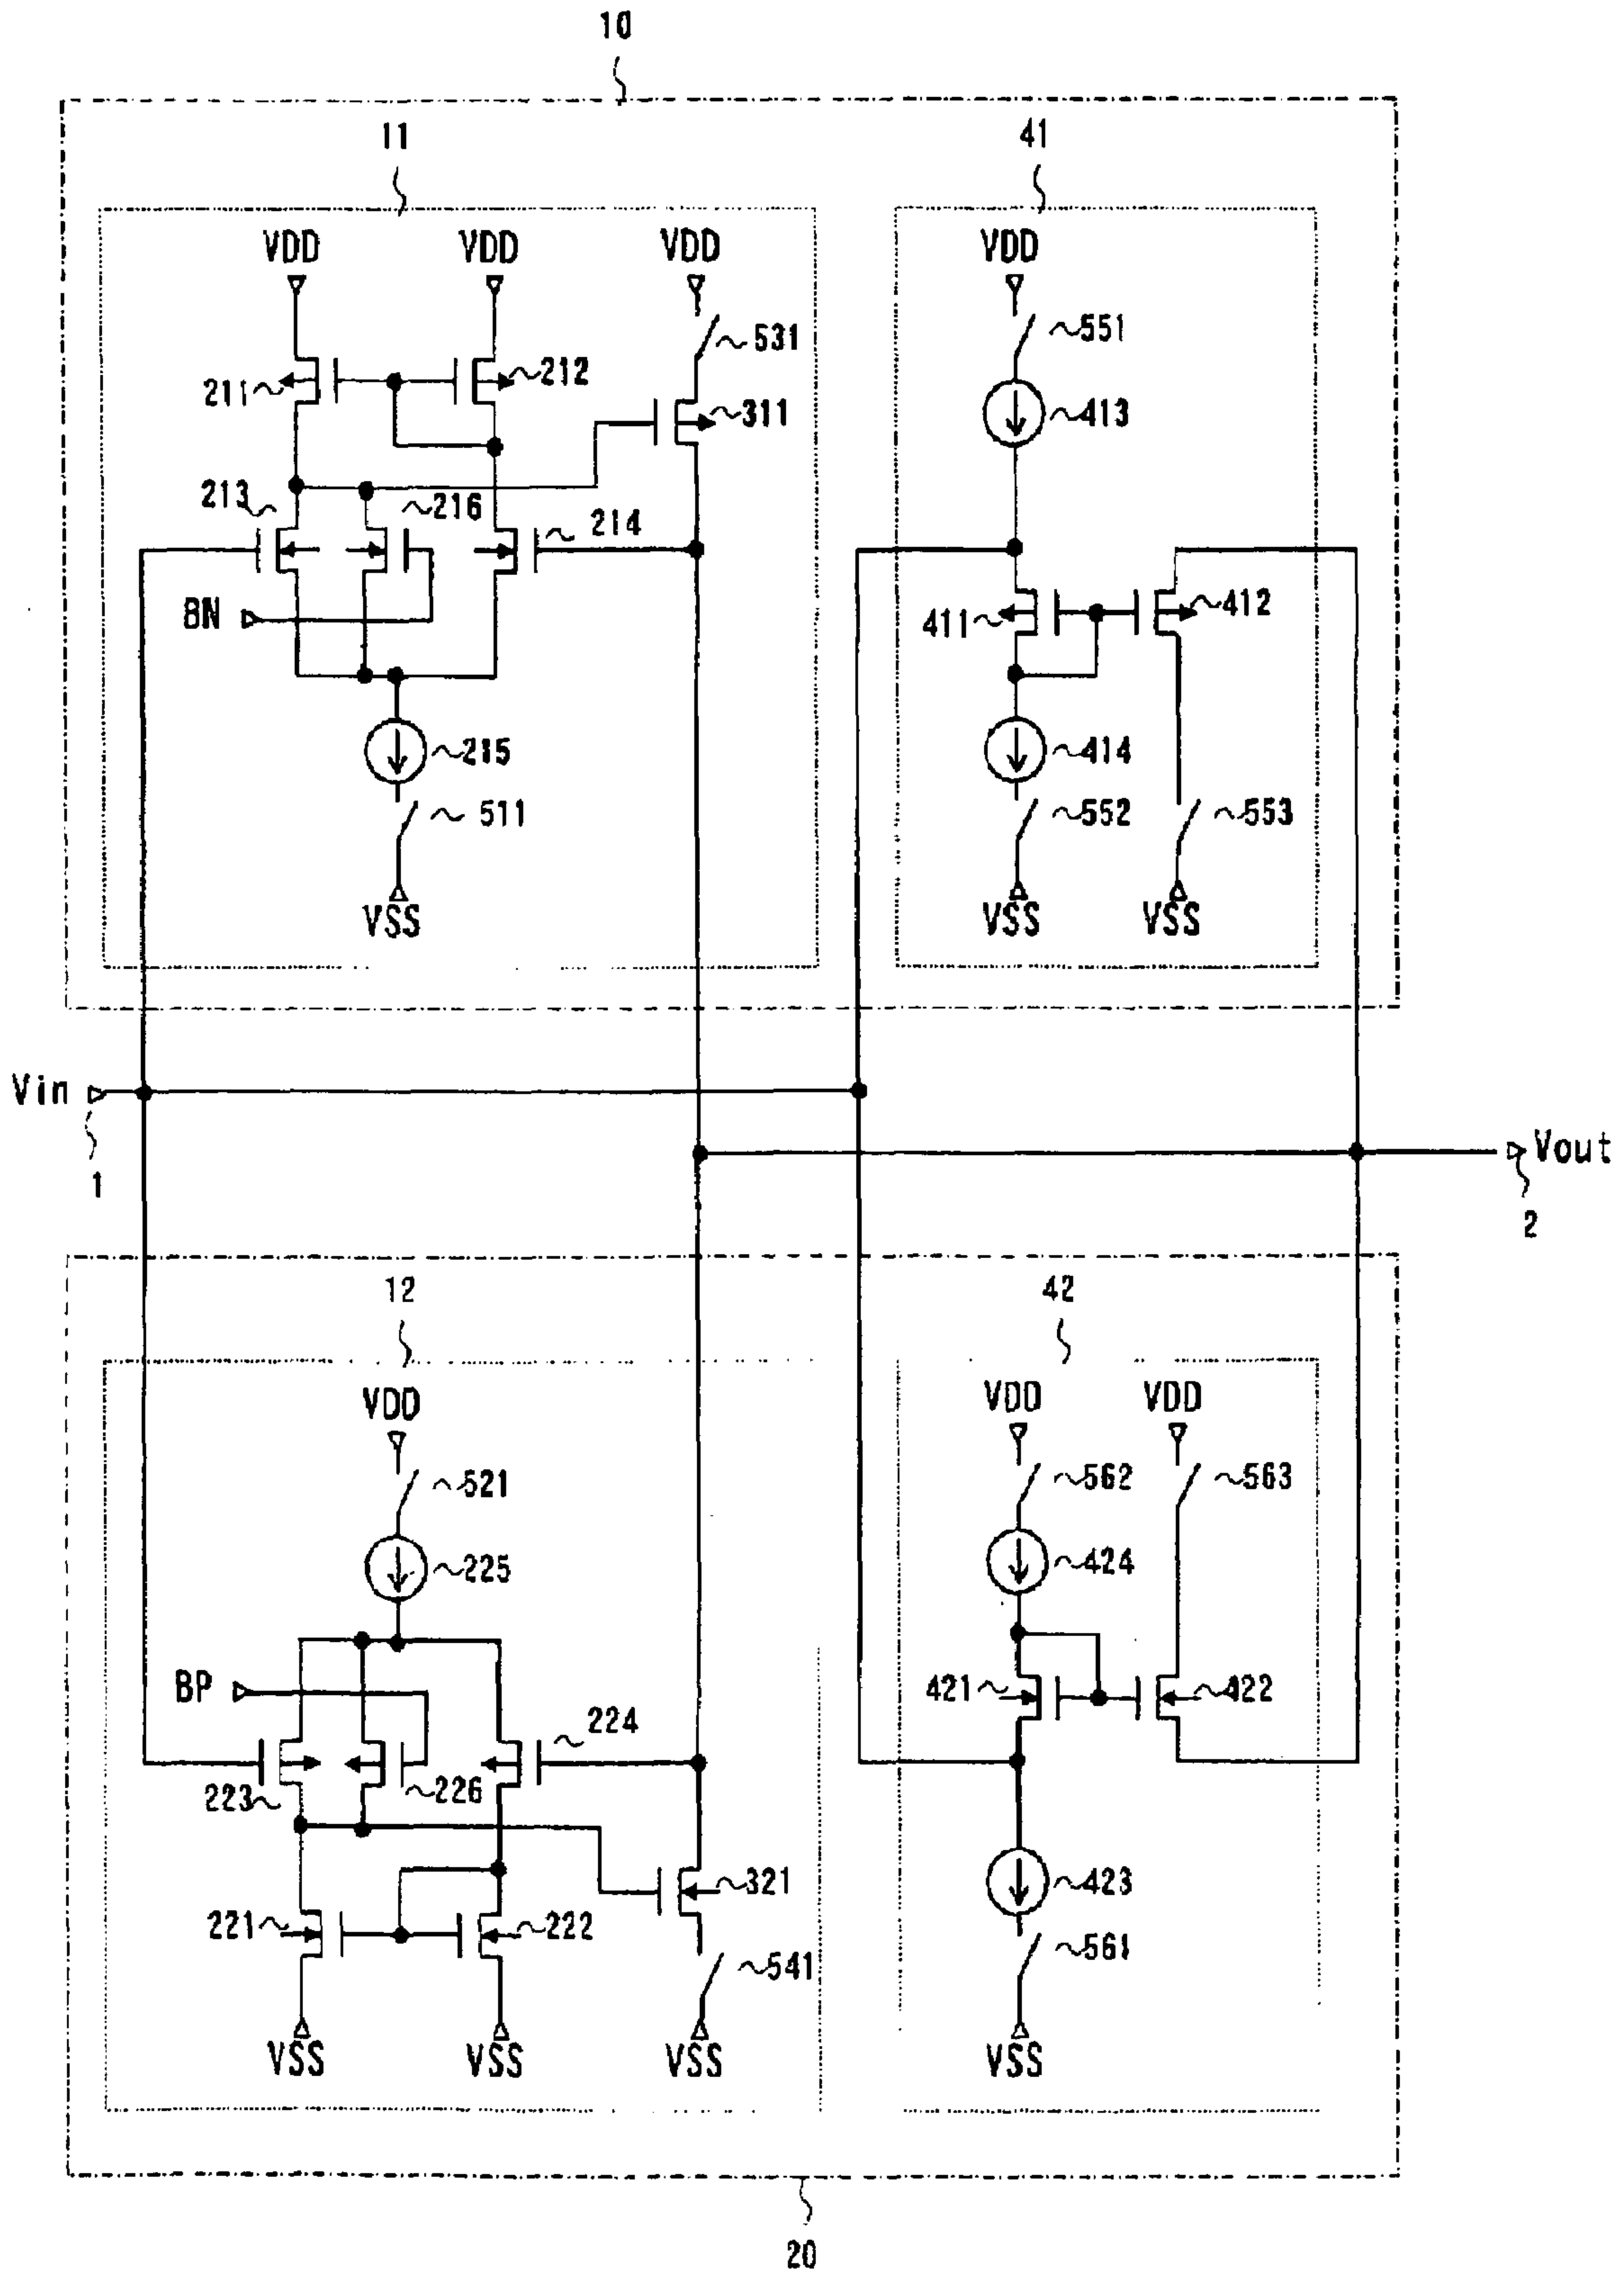 10
11 41
VDD VDD VDD VDD
531 551
211 212 311 413
213 216 214
BN 411 412
215 414
511 552 553
VSS VSS VSS
Vin
1
Vout
2
12 42
VDD VDD VDD
521 562 563
225 424
BP 421 422
224
223 226
321 423
221 222
541 561
VSS VSS VSS VSS
20